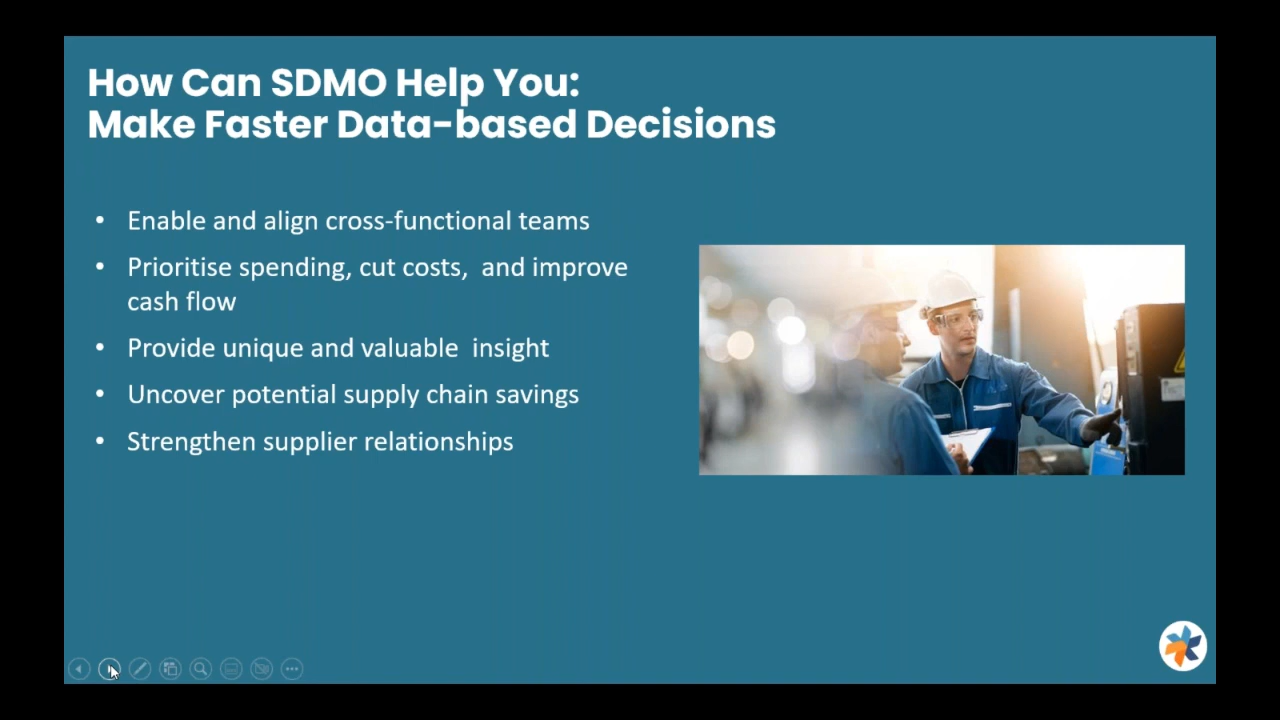 How Can SDMO Help You:
Make Faster Data-based Decisions
• Enable and align cross-functional teams
• Prioritise spending, cut costs,  and improve
cash flow
• Provide unique and valuable  insight
• Uncover potential supply chain savings
• Strengthen supplier relationships